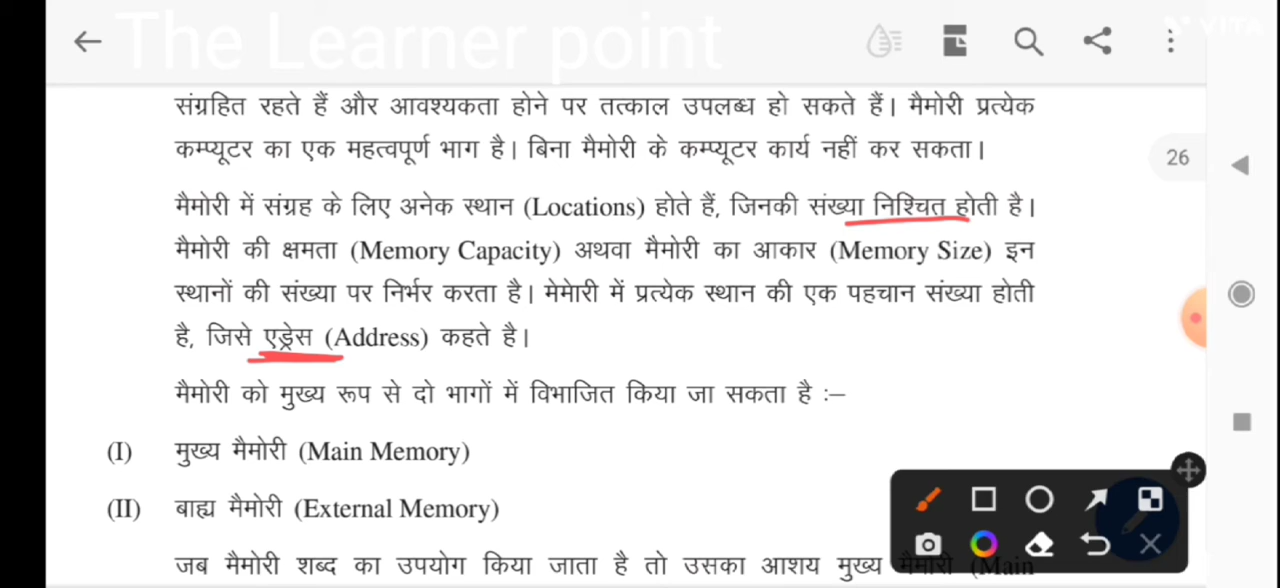 The Learner point
VITA
संग्रहित रहते हैं और आवश्यकता होने पर तत्काल उपलब्ध हो सकते हैं। मैमोरी प्रत्येक
कम्प्यूटर का एक महत्वपूर्ण भाग है। बिना मैमोरी के कम्प्यूटर कार्य नहीं कर सकता।
26
मैमोरी में संग्रह के लिए अनेक स्थान (Locations) होते हैं, जिनकी संख्या निश्चित होती है।
मैमोरी की क्षमता (Memory Capacity) अथवा मैमोरी का आकार (Memory Size) इन
स्थानों की संख्या पर निर्भर करता है। मेमेारी में प्रत्येक स्थान की एक पहचान संख्या होती
है, जिसे एड्रेस (Address) कहते है।
मैमोरी को मुख्य रूप से दो भागों में विभाजित किया जा सकता है :–
(I) मुख्य मैमोरी (Main Memory)
(II) बाह्य मैमोरी (External Memory)
जब मैमोरी शब्द का उपयोग किया जाता है तो उसका आशय मुख्य मैमोरी (Main